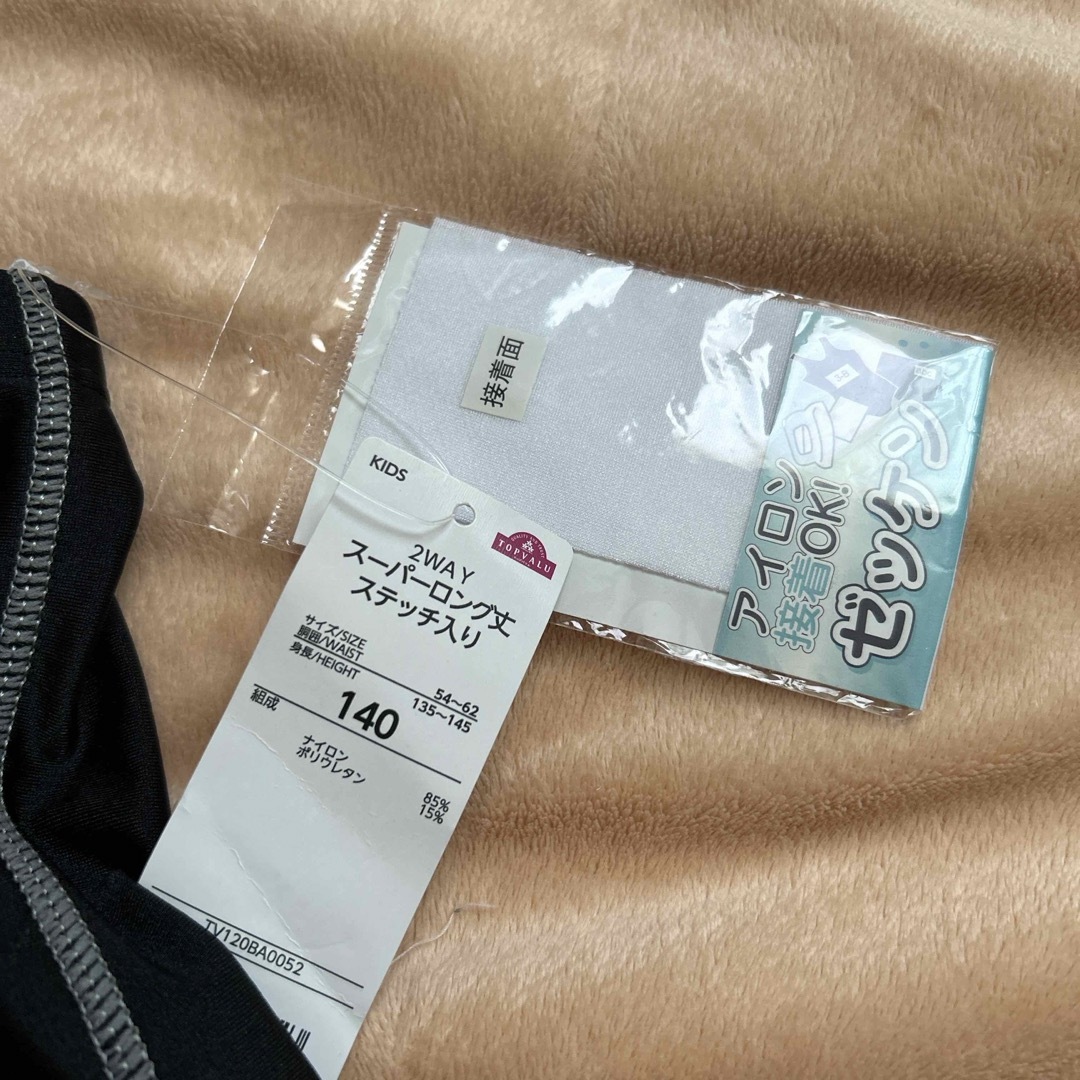 KIDS
TOPVALU
2WAY
スーパーロング丈
ステッチ入り
サイズ/SIZE
胴囲/WAIST 54~62
身長/HEIGHT 135~145
140
組成
ナイロン 85%
ポリウレタン 15%
TV120BA0052
接着面
アイロン
接着OK!
ゼッケン
3-B